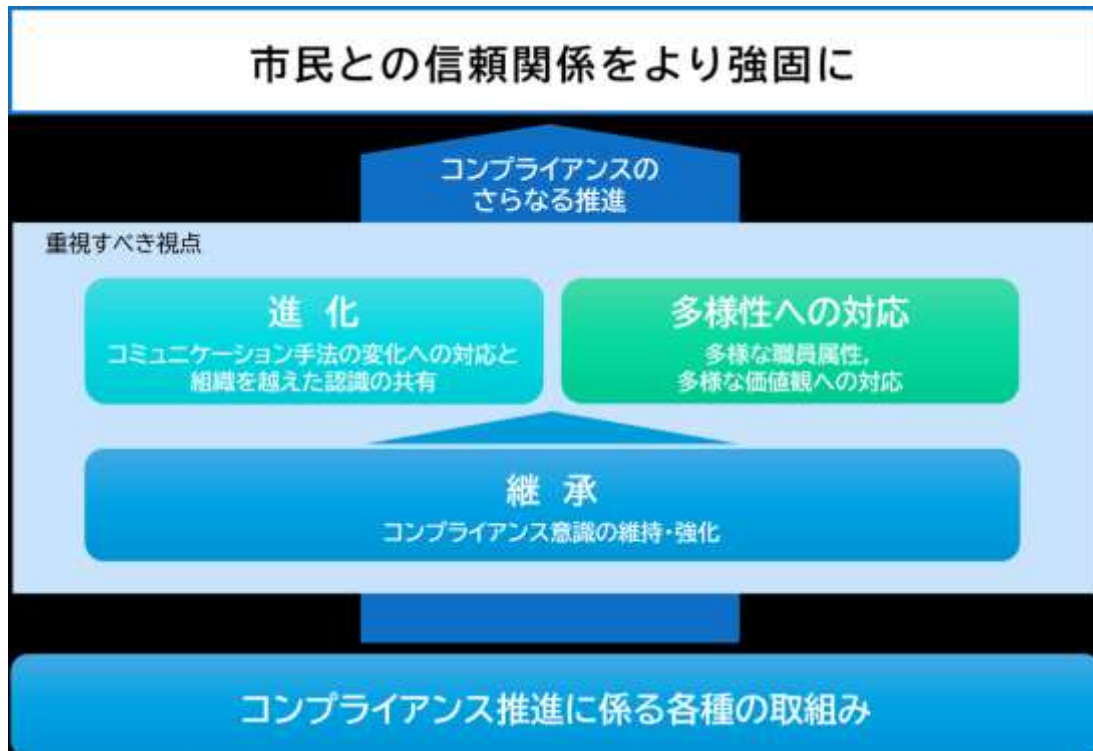 市民との信頼関係をより強固に
コンプライアンスの
さらなる推進
重視すべき視点
進 化
コミュニケーション手法の変化への対応と
組織を越えた認識の共有
多様性への対応
多様な職員属性,
多様な価値観への対応
継 承
コンプライアンス意識の維持・強化
コンプライアンス推進に係る各種の取組み